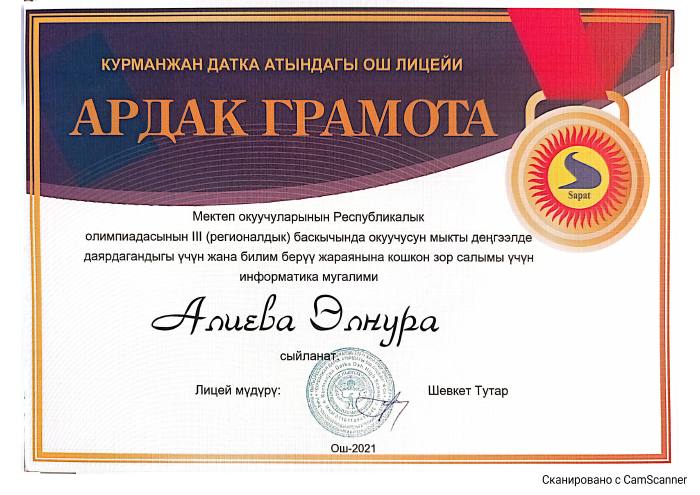 КУРМАНЖАН ДАТКА АТЫНДАГЫ ОШ ЛИЦЕЙИ
АРДАК ГРАМОТА
Sapat
Мектеп окуучуларынын Республикалык
олимпиадасынын III (регионалдык) баскычында окуучусун мыкты деңгээлде
даярдагандыгы үчүн жана билим берүү жараянына кошкон зор салымы үчүн
информатика мугалими
Алиева Элнура
сыйланат.
Лицей мүдүрү:
Шевкет Тутар
Ош-2021
Сканировано с CamScanner